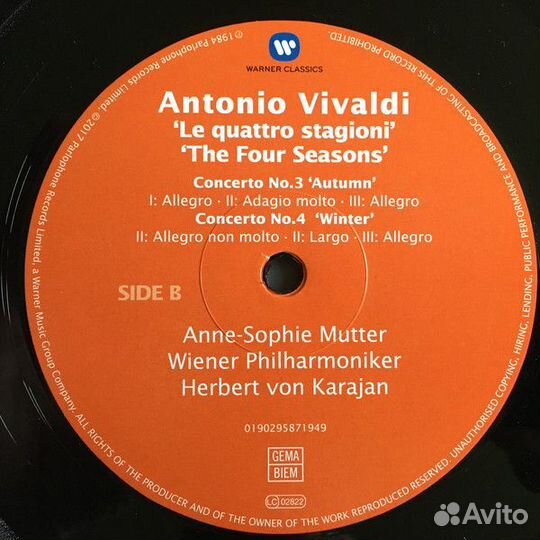 WARNER CLASSICS
Antonio Vivaldi
‘Le quattro stagioni’
‘The Four Seasons’
Concerto No.3 ‘Autumn’
I: Allegro · II: Adagio molto · III: Allegro
Concerto No.4 ‘Winter’
II: Allegro non molto · II: Largo · III: Allegro
SIDE B
Anne-Sophie Mutter
Wiener Philharmoniker
Herbert von Karajan
0190295871949
GEMA
BIEM
LC 02822
℗ 1984 Parlophone Records Limited. © 2017 Parlophone Records Limited, a Warner Music Group Company. ALL RIGHTS OF THE PRODUCER AND OF THE OWNER OF THE WORK REPRODUCED RESERVED. UNAUTHORISED COPYING, HIRING, LENDING, PUBLIC PERFORMANCE AND BROADCASTING OF THIS RECORD PROHIBITED.
Avito